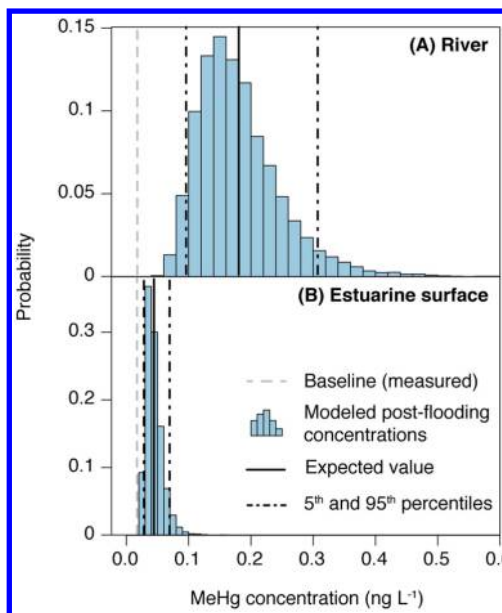 0.15
(A) River
0.1
0.05
0
(B) Estuarine surface
Probability
0.3
0.2
0.1
0
Baseline (measured)
Modeled post-flooding
concentrations
Expected value
5th and 95th percentiles
0.0 0.1 0.2 0.3 0.4 0.5
MeHg concentration (ng L-1)